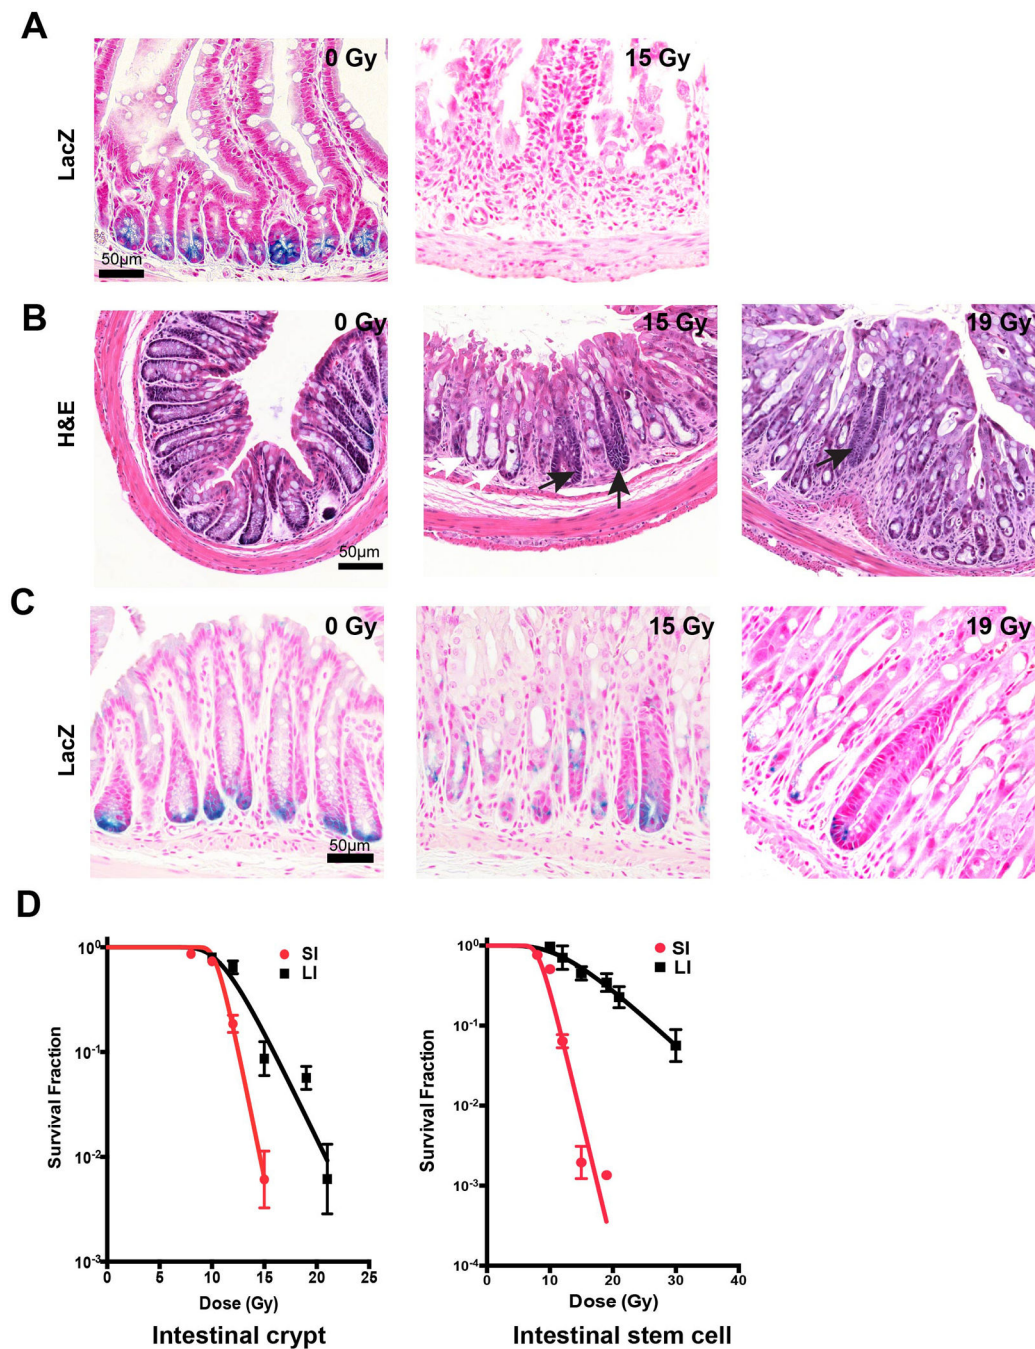 A
LacZ
0 Gy
15 Gy
50µm
B
H&E
0 Gy
15 Gy
19 Gy
50µm
C
LacZ
0 Gy
15 Gy
19 Gy
50µm
D
Survival Fraction
10⁰
10⁻¹
10⁻²
10⁻³
0 5 10 15 20 25
Dose (Gy)
SI
LI
Intestinal crypt
Survival Fraction
10⁰
10⁻¹
10⁻²
10⁻³
10⁻⁴
0 10 20 30 40
Dose (Gy)
SI
LI
Intestinal stem cell